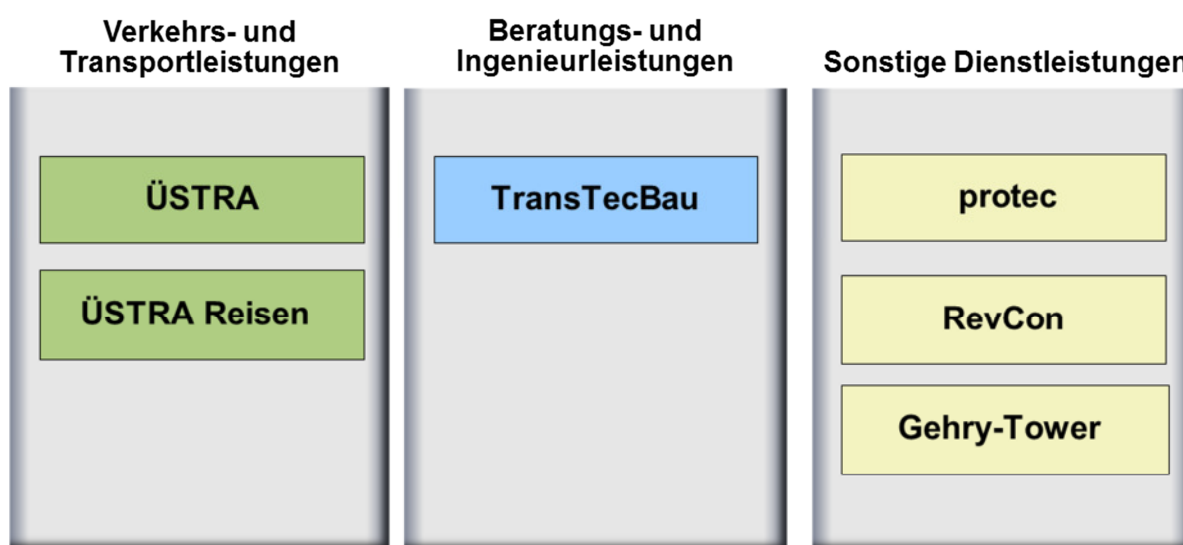 Verkehrs- und
Transportleistungen
ÜSTRA
ÜSTRA Reisen
Beratungs- und
Ingenieurleistungen
TransTecBau
Sonstige Dienstleistungen
protec
RevCon
Gehry-Tower